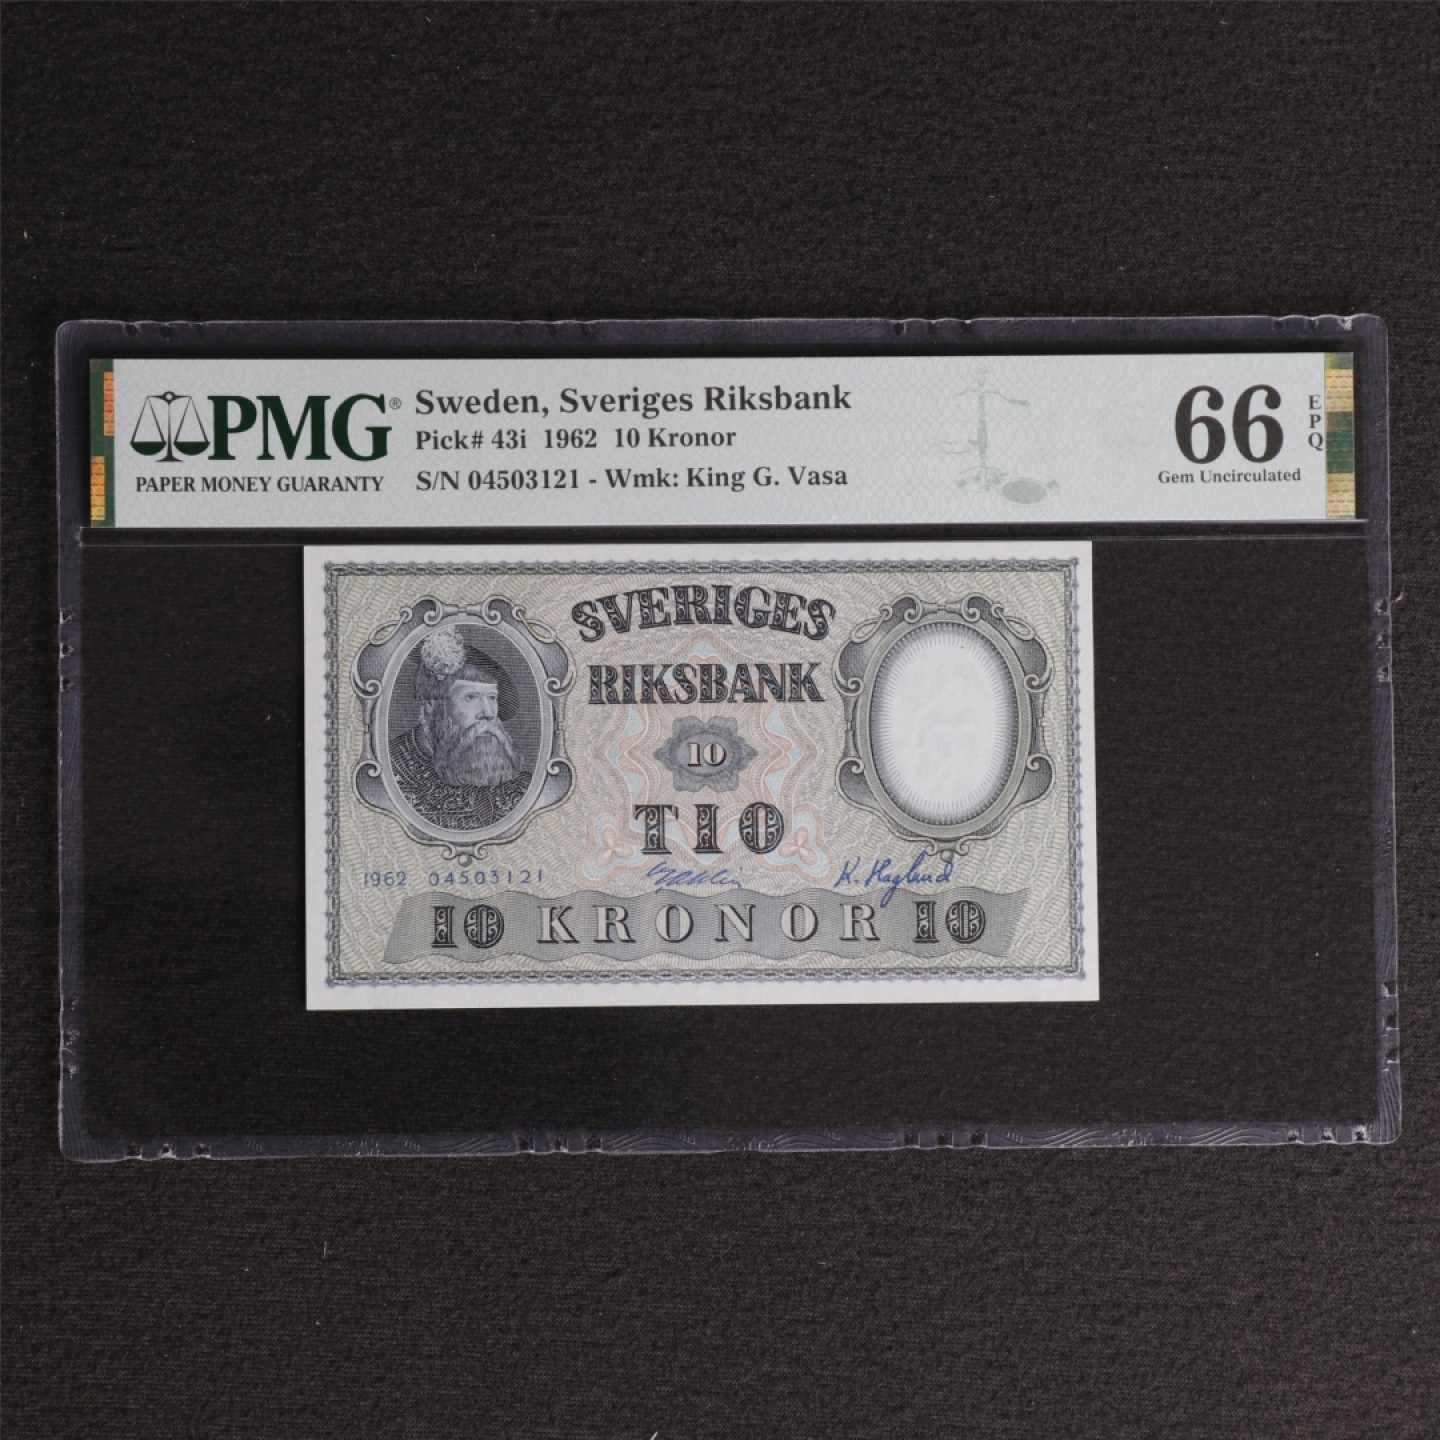 PMG®
PAPER MONEY GUARANTY
Sweden, Sveriges Riksbank
Pick# 43i 1962 10 Kronor
S/N 04503121 - Wmk: King G. Vasa
66
Gem Uncirculated
EPQ
SVERIGES
RIKSBANK
10
TIO
1962 04503121
K. Haglund
10 KRONOR 10